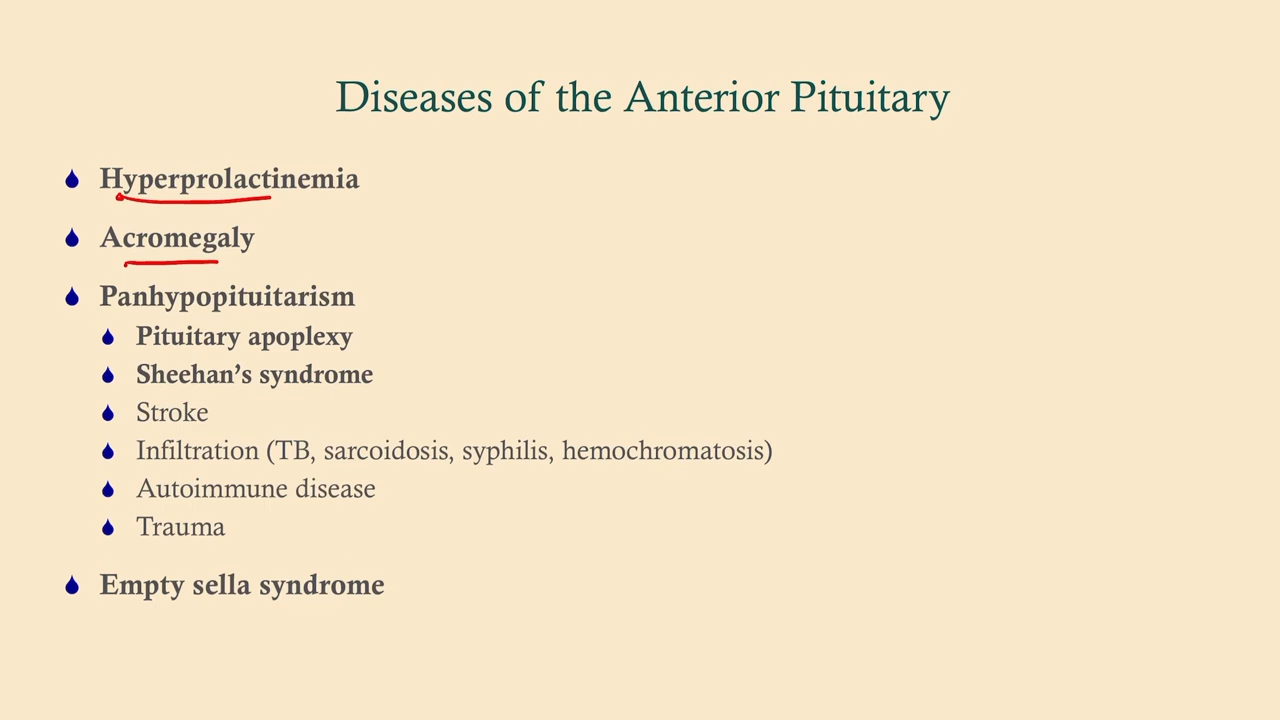 Diseases of the Anterior Pituitary
Hyperprolactinemia
Acromegaly
Panhypopituitarism
Pituitary apoplexy
Sheehan’s syndrome
Stroke
Infiltration (TB, sarcoidosis, syphilis, hemochromatosis)
Autoimmune disease
Trauma
Empty sella syndrome